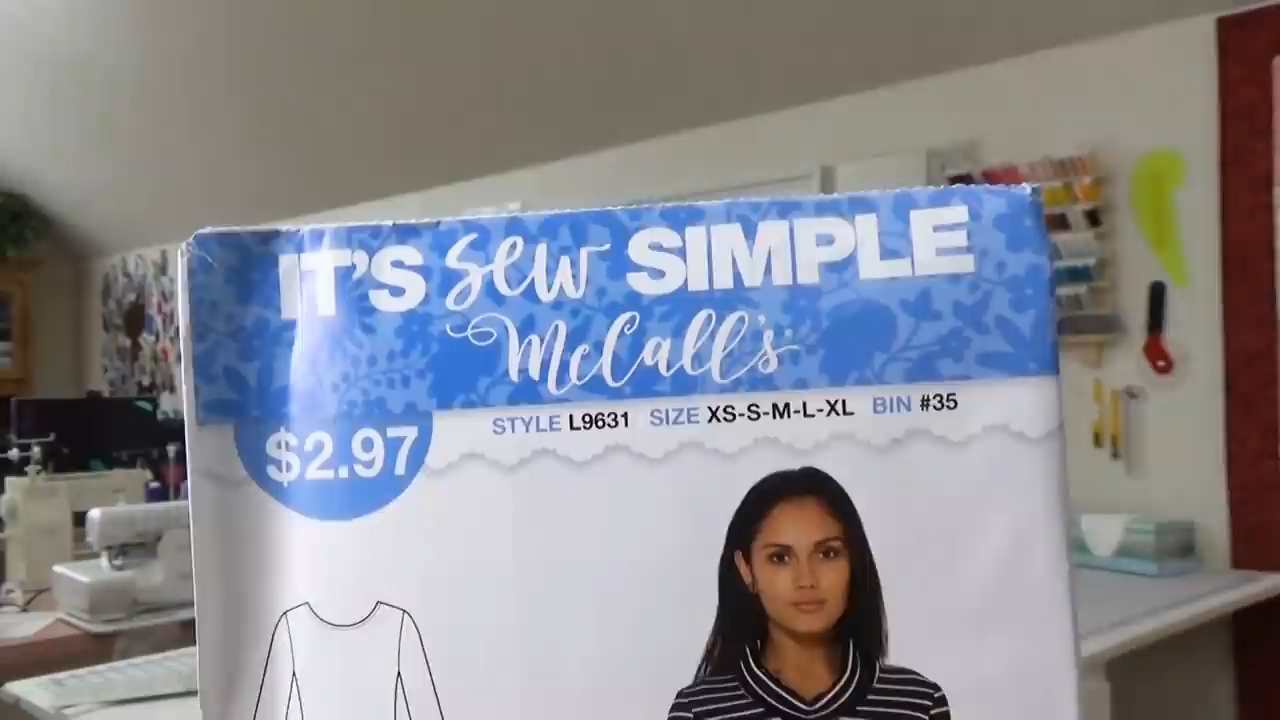 IT'S sew SIMPLE
McCall's
STYLE L9631 SIZE XS-S-M-L-XL BIN #35
$2.97